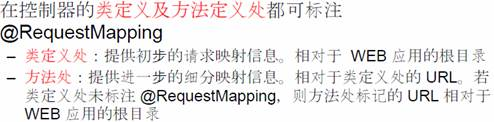 在控制器的类定义及方法定义处都可标注
@RequestMapping
– 类定义处：提供初步的请求映射信息。相对于 WEB 应用的根目录
– 方法处：提供进一步的细分映射信息。相对于类定义处的 URL。若
类定义处未标注 @RequestMapping，则方法处标记的 URL 相对于
WEB 应用的根目录